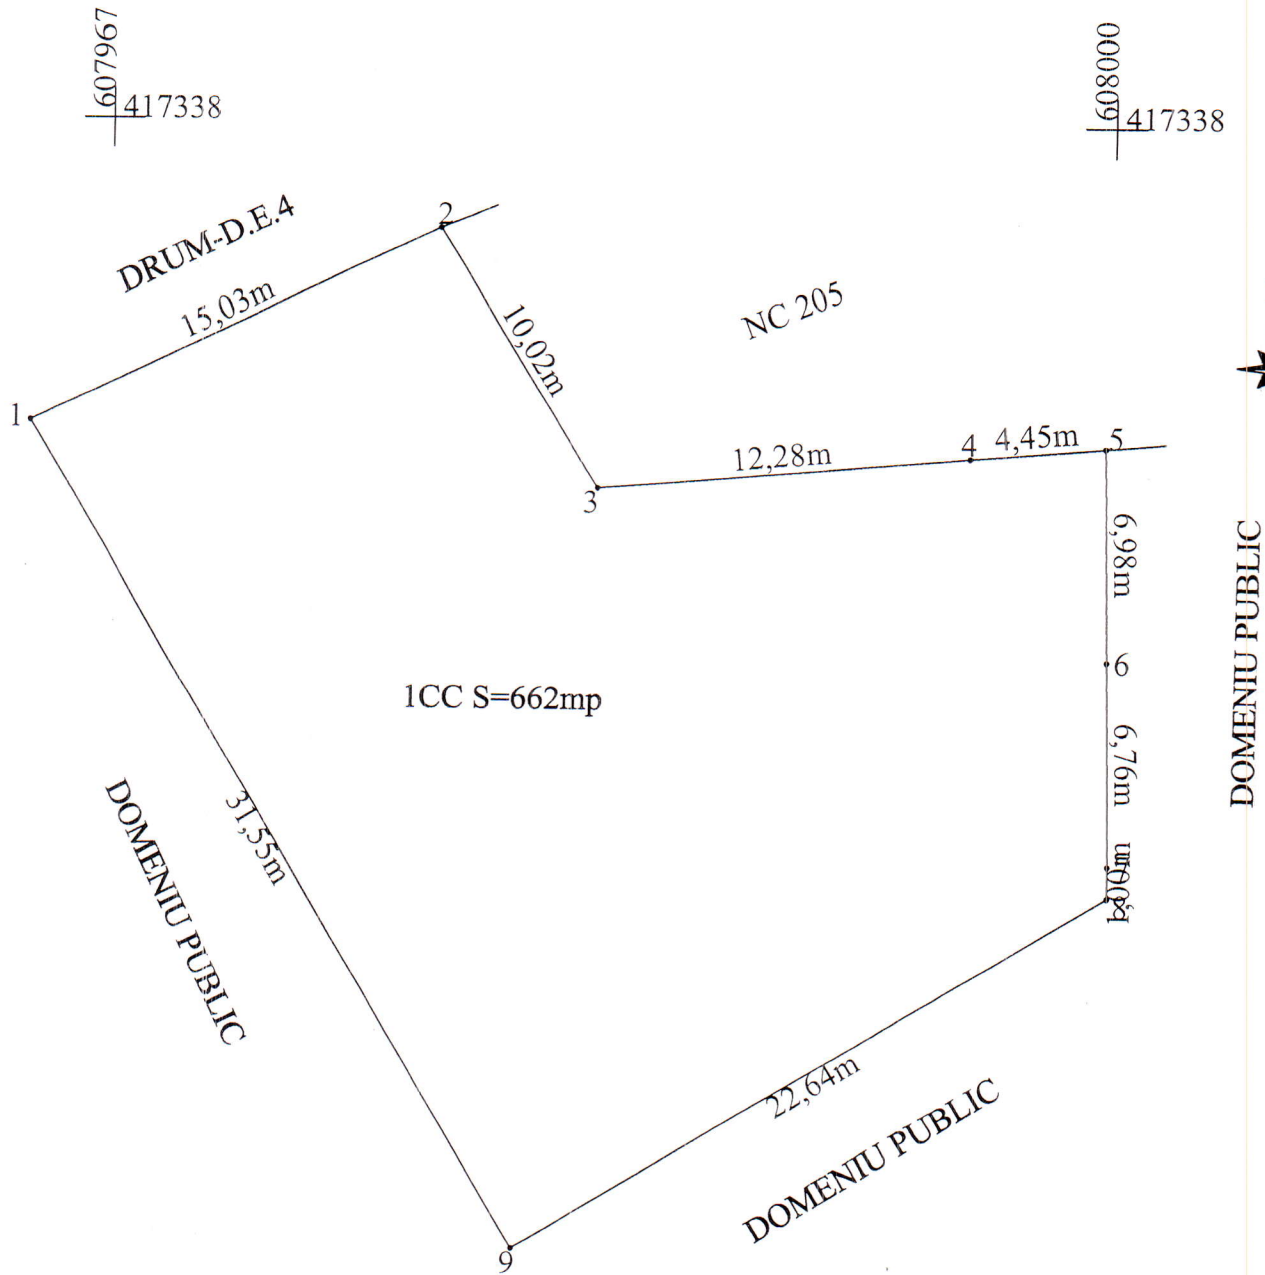 607967
417338
608000
417338
DRUM-D.E.4
2
15,03m
10,02m
NC 205
1
12,28m
4
4,45m
5
3
6,98m
6
6,76m
DOMENIU PUBLIC
1CC S=662mp
31,55m
DOMENIU PUBLIC
22,64m
DOMENIU PUBLIC
9